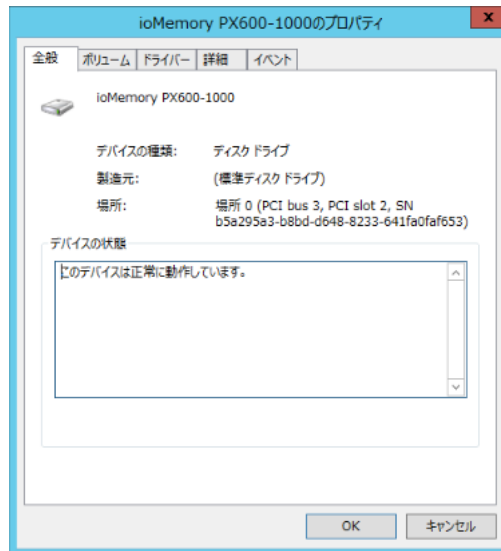 ioMemory PX600-1000のプロパティ
x
全般 ボリューム ドライバー 詳細 イベント
ioMemory PX600-1000
デバイスの種類: ディスク ドライブ
製造元: (標準ディスク ドライブ)
場所: 場所 0 (PCI bus 3, PCI slot 2, SN
b5a295a3-b8bd-d648-8233-641fa0faf653)
デバイスの状態
このデバイスは正常に動作しています。
OK キャンセル